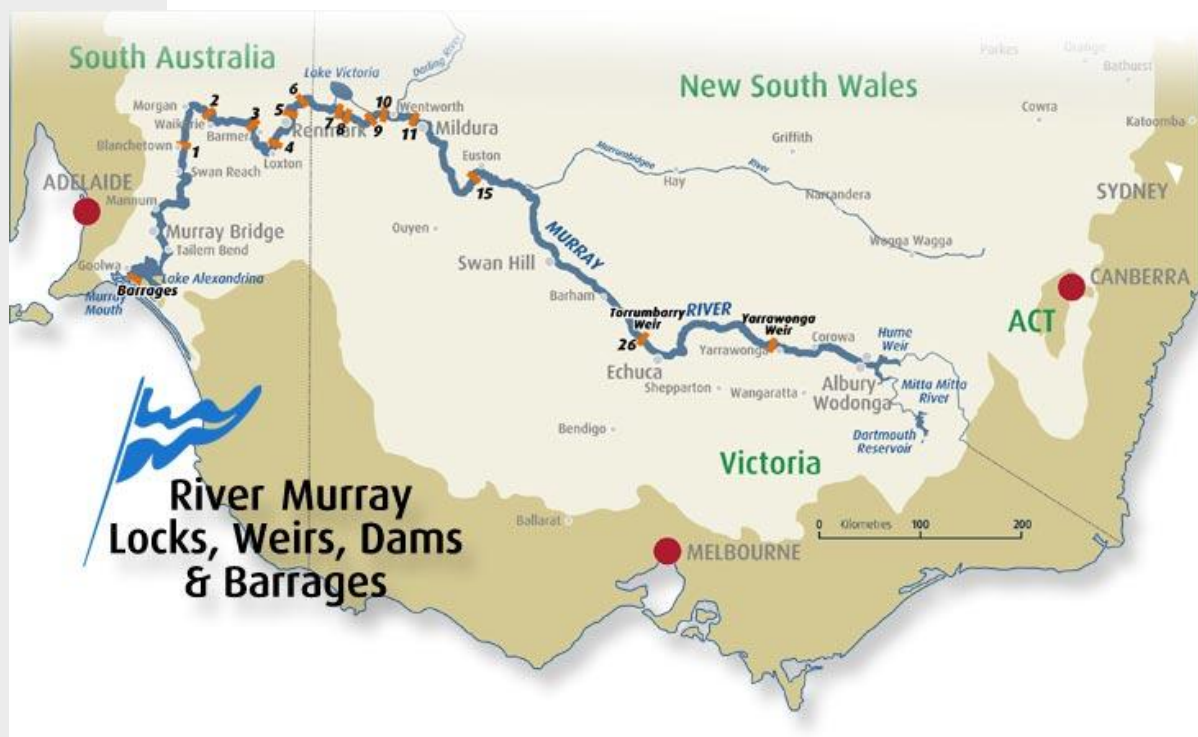 South Australia
New South Wales
Victoria
ACT
Lake Victoria
Darling River
Parkes
Orange
Bathurst
Cowra
Katoomba
SYDNEY
CANBERRA
Morgan
2
Waikerie
3
Barmera
Blanchetown
1
4
Loxton
5
6
Renmark
7
8
9
10
Wentworth
11
Mildura
Swan Reach
ADELAIDE
Mannum
Murray Bridge
Tailem Bend
Goolwa
Lake Alexandrina
Barrages
Murray
Mouth
Euston
15
Ouyen
Murrumbidgee
River
Hay
Griffith
Narrandera
Wagga Wagga
MURRAY
RIVER
Swan Hill
Barham
Torrumbarry
Weir
26
Echuca
Yarrawonga
Weir
Yarrawonga
Corowa
Hume
Weir
Albury-
Wodonga
Mitta Mitta
River
Dartmouth
Reservoir
Shepparton
Wangaratta
Bendigo
Ballarat
MELBOURNE
0 Kilometres 100 200
River Murray
Locks, Weirs, Dams
& Barrages